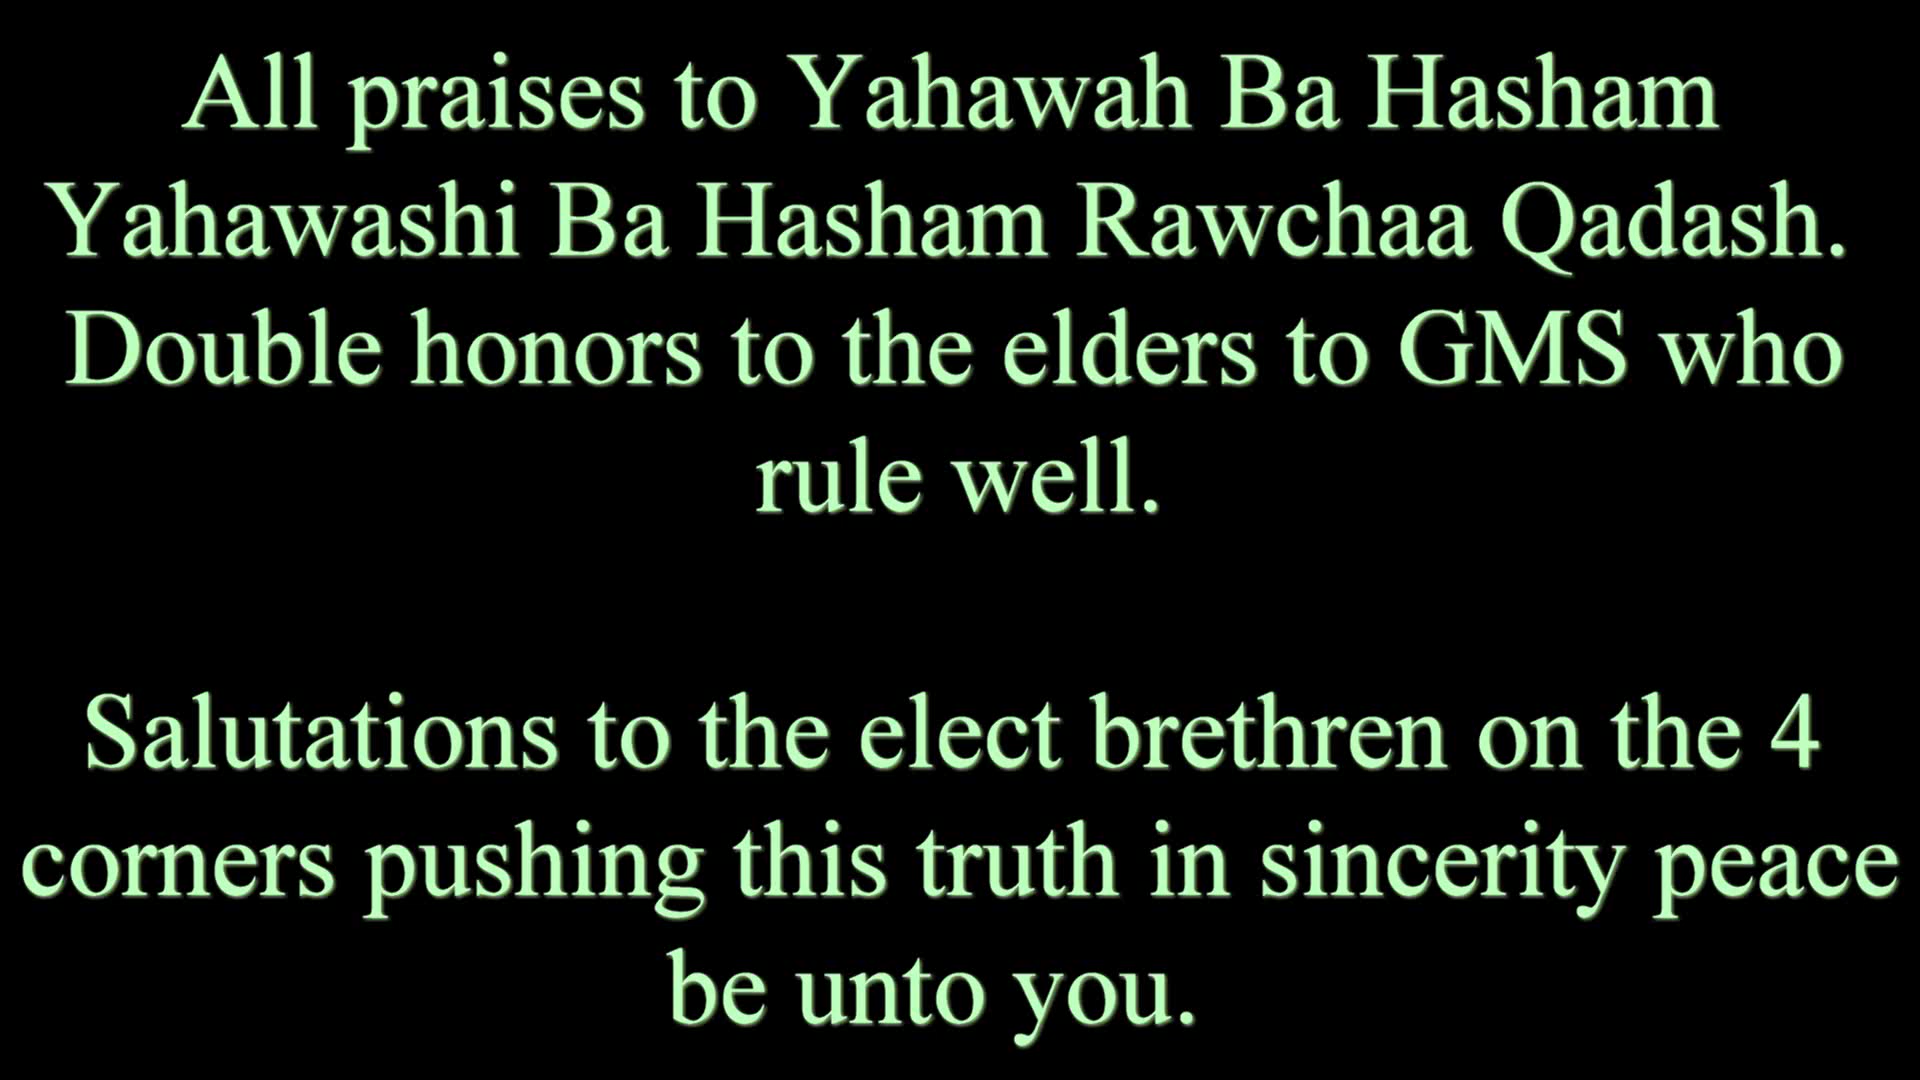 All praises to Yahawah Ba Hasham
Yahawashi Ba Hasham Rawchaa Qadash.
Double honors to the elders to GMS who
rule well.
Salutations to the elect brethren on the 4
corners pushing this truth in sincerity peace
be unto you.